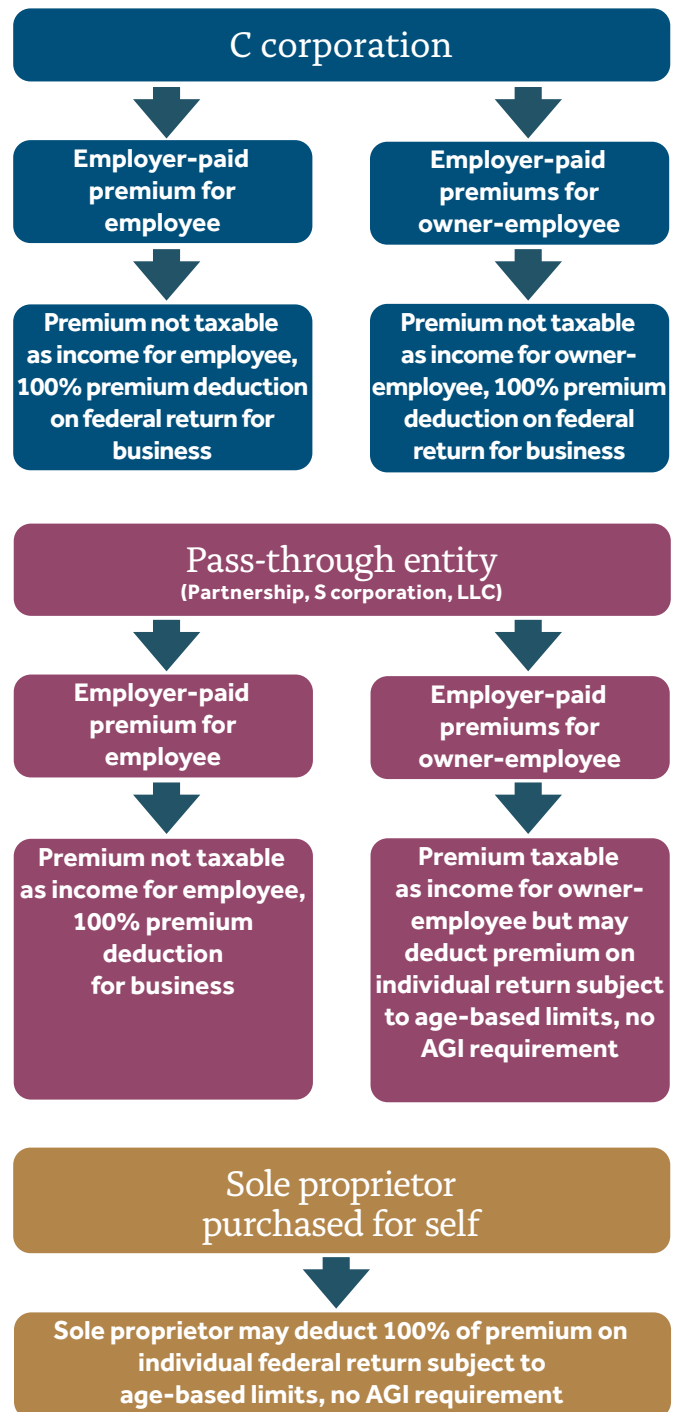 C corporation
Employer-paid
premium for
employee
Employer-paid
premiums for
owner-employee
Premium not taxable
as income for employee,
100% premium deduction
on federal return for
business
Premium not taxable
as income for owner-
employee, 100% premium
deduction on federal
return for business
Pass-through entity
(Partnership, S corporation, LLC)
Employer-paid
premium for
employee
Employer-paid
premiums for
owner-employee
Premium not taxable
as income for employee,
100% premium
deduction
for business
Premium taxable
as income for owner-
employee but may
deduct premium on
individual return subject
to age-based limits, no
AGI requirement
Sole proprietor
purchased for self
Sole proprietor may deduct 100% of premium on
individual federal return subject to
age-based limits, no AGI requirement